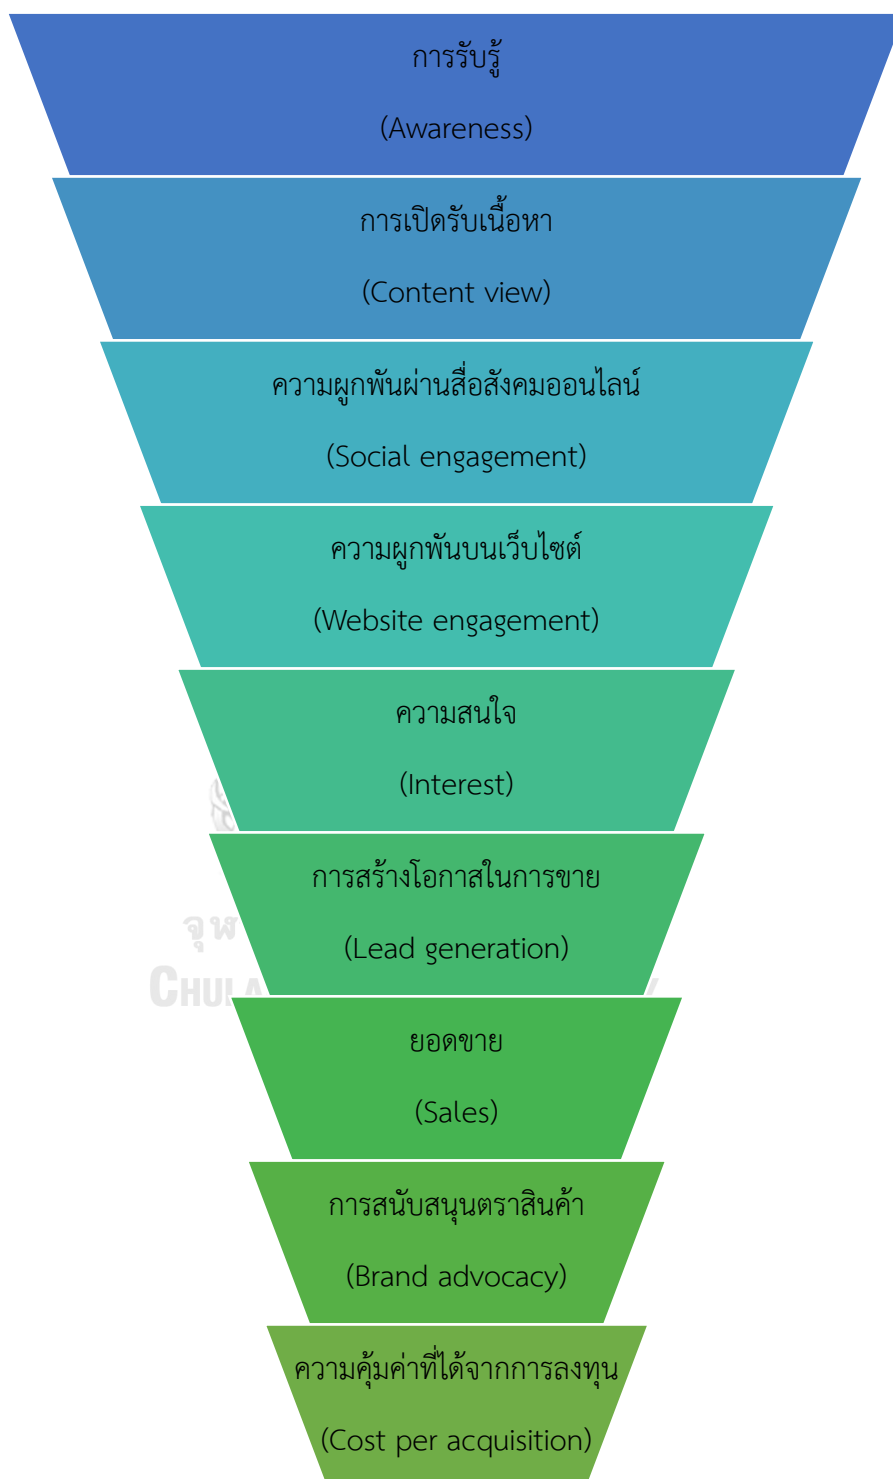 การรับรู้
(Awareness)
การเปิดรับเนื้อหา
(Content view)
ความผูกพันผ่านสื่อสังคมออนไลน์
(Social engagement)
ความผูกพันบนเว็บไซต์
(Website engagement)
ความสนใจ
(Interest)
การสร้างโอกาสในการขาย
(Lead generation)
ยอดขาย
(Sales)
การสนับสนุนตราสินค้า
(Brand advocacy)
ความคุ้มค่าที่ได้จากการลงทุน
(Cost per acquisition)